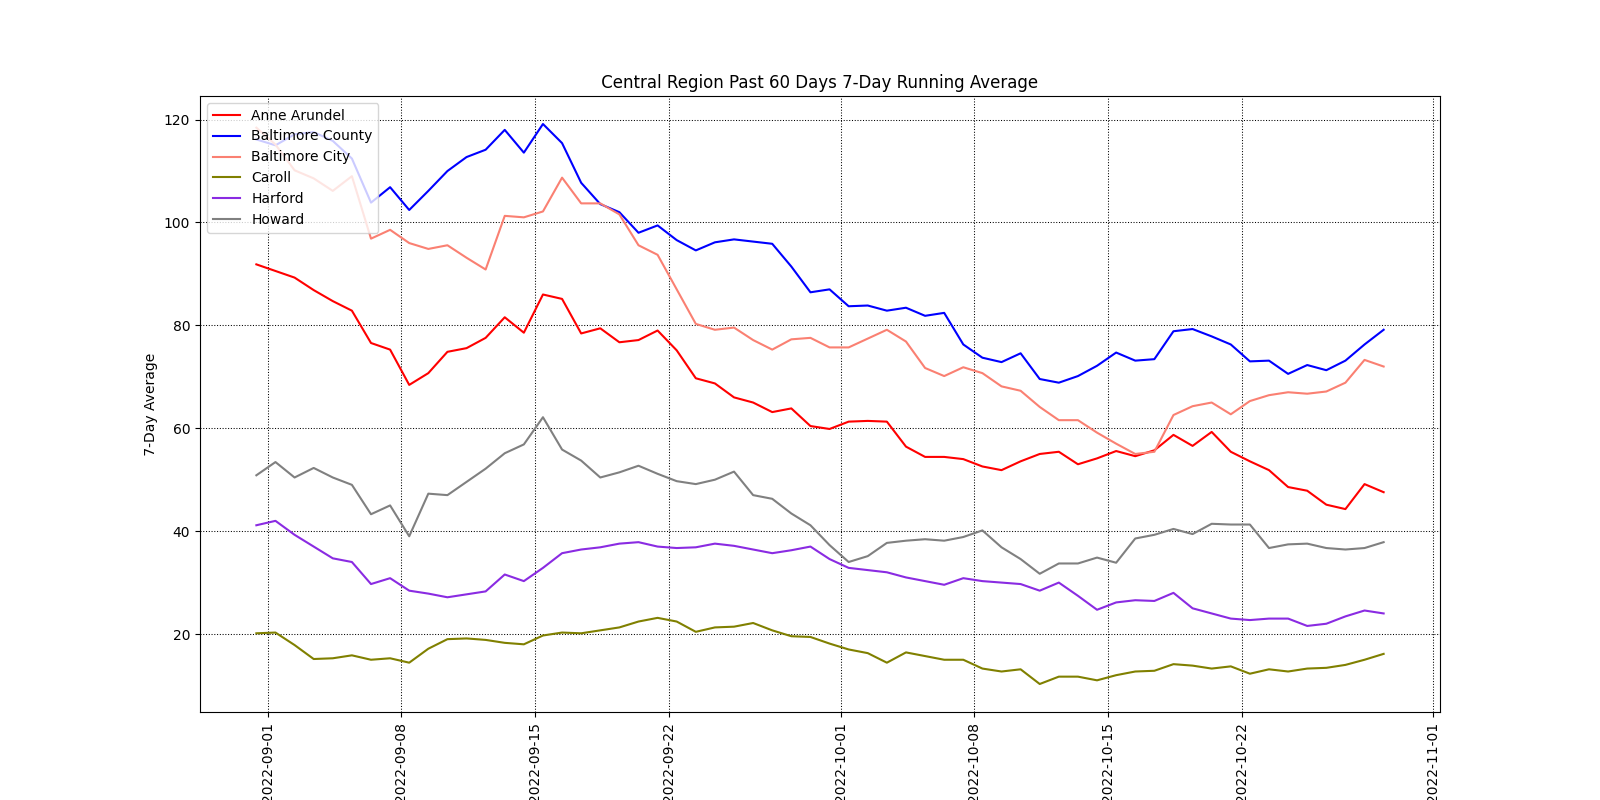 Central Region Past 60 Days 7-Day Running Average
Anne Arundel
Baltimore County
Baltimore City
Caroll
Harford
Howard
120
100
80
60
40
20
7-Day Average
2022-09-01
2022-09-08
2022-09-15
2022-09-22
2022-10-01
2022-10-08
2022-10-15
2022-10-22
2022-11-01